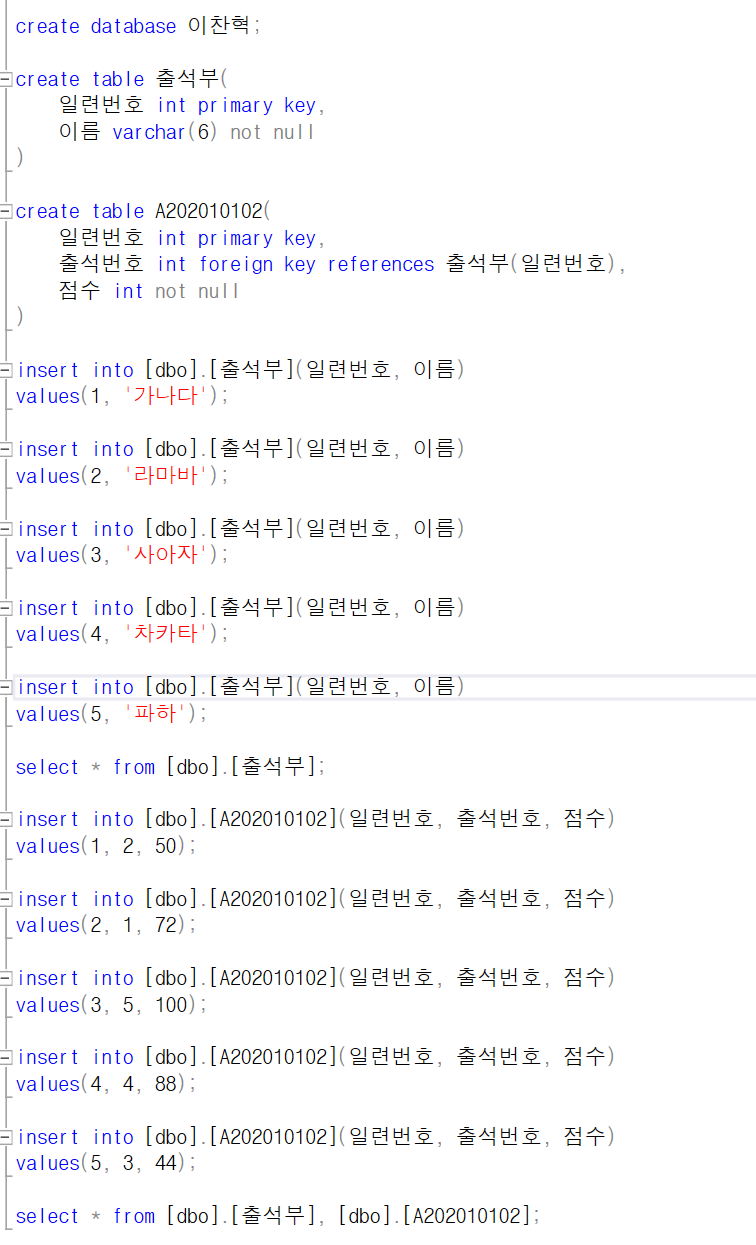 create database 이찬혁;
create table 출석부(
일련번호 int primary key,
이름 varchar(6) not null
)
create table A202010102(
일련번호 int primary key,
출석번호 int foreign key references 출석부(일련번호),
점수 int not null
)
insert into [dbo].[출석부](일련번호, 이름)
values(1, '가나다');
insert into [dbo].[출석부](일련번호, 이름)
values(2, '라마바');
insert into [dbo].[출석부](일련번호, 이름)
values(3, '사아자');
insert into [dbo].[출석부](일련번호, 이름)
values(4, '차카타');
insert into [dbo].[출석부](일련번호, 이름)
values(5, '파하');
select * from [dbo].[출석부];
insert into [dbo].[A202010102](일련번호, 출석번호, 점수)
values(1, 2, 50);
insert into [dbo].[A202010102](일련번호, 출석번호, 점수)
values(2, 1, 72);
insert into [dbo].[A202010102](일련번호, 출석번호, 점수)
values(3, 5, 100);
insert into [dbo].[A202010102](일련번호, 출석번호, 점수)
values(4, 4, 88);
insert into [dbo].[A202010102](일련번호, 출석번호, 점수)
values(5, 3, 44);
select * from [dbo].[출석부], [dbo].[A202010102];